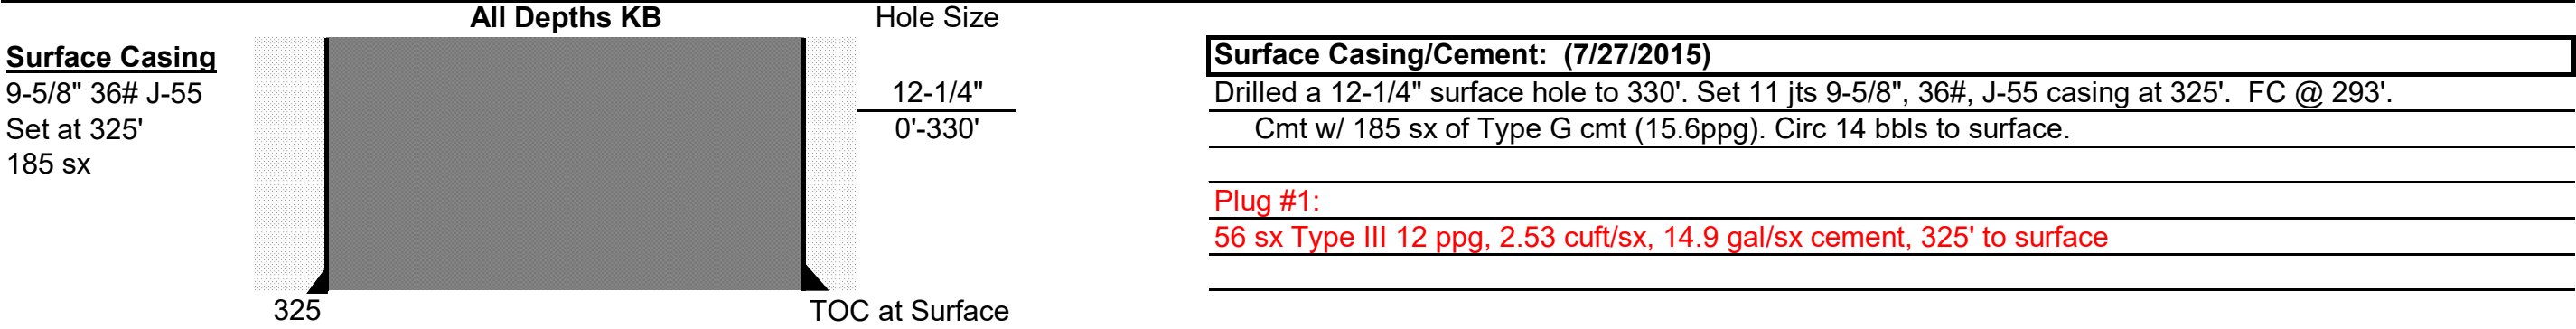 All Depths KB
Hole Size
Surface Casing
9-5/8" 36# J-55
Set at 325'
185 sx
12-1/4"
0'-330'
325
TOC at Surface
Surface Casing/Cement:  (7/27/2015)
Drilled a 12-1/4" surface hole to 330'. Set 11 jts 9-5/8", 36#, J-55 casing at 325'.  FC @ 293'.
Cmt w/ 185 sx of Type G cmt (15.6ppg). Circ 14 bbls to surface.
Plug #1:
56 sx Type III 12 ppg, 2.53 cuft/sx, 14.9 gal/sx cement, 325' to surface